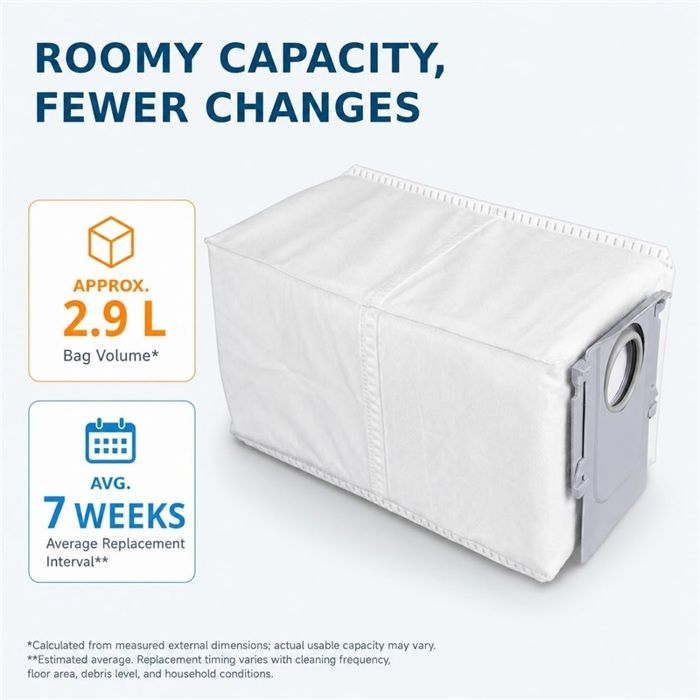 ROOMY CAPACITY,
FEWER CHANGES
APPROX.
2.9 L
Bag Volume*
AVG.
7 WEEKS
Average Replacement
Interval**
*Calculated from measured external dimensions; actual usable capacity may vary.
**Estimated average. Replacement timing varies with cleaning frequency,
floor area, debris level, and household conditions.